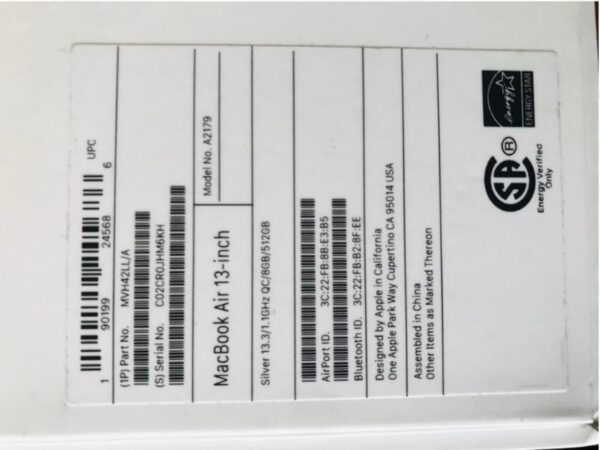 1 90199 24568 6 UPC
(1P) Part No. MVH42LL/A
(S) Serial No. C02CR0JHM6KH
MacBook Air 13-inch
Model No. A2179
Silver 13.3/1.1GHz QC/8GB/512GB
AirPort ID. 3C:22:FB:8B:E3:B5
Bluetooth ID. 3C:22:FB:B2:8F:EE
Designed by Apple in California
One Apple Park Way Cupertino CA 95014 USA
Assembled in China
Other Items as Marked Thereon
energy
ENERGY STAR
SA ®
Energy Verified
Only